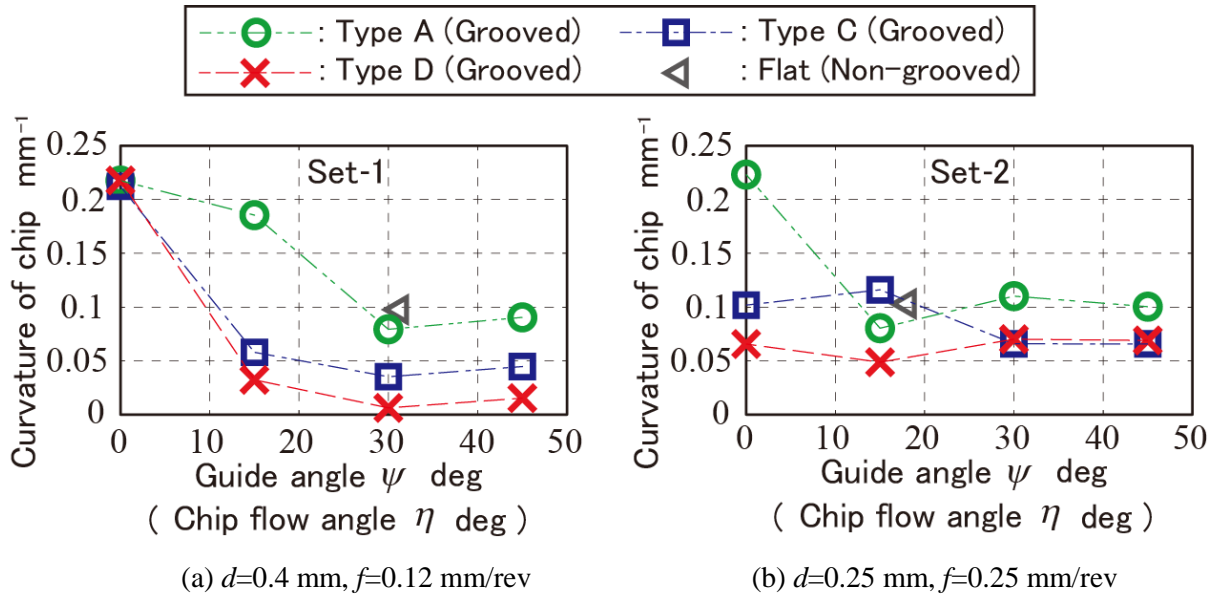 : Type A (Grooved)
: Type C (Grooved)
: Type D (Grooved)
: Flat (Non-grooved)
Curvature of chip mm⁻¹
0.25
0.2
0.15
0.1
0.05
0
Set-1
0 10 20 30 40 50
Guide angle ψ deg
( Chip flow angle η deg )
(a) d=0.4 mm, f=0.12 mm/rev
Curvature of chip mm⁻¹
0.25
0.2
0.15
0.1
0.05
0
Set-2
0 10 20 30 40 50
Guide angle ψ deg
( Chip flow angle η deg )
(b) d=0.25 mm, f=0.25 mm/rev